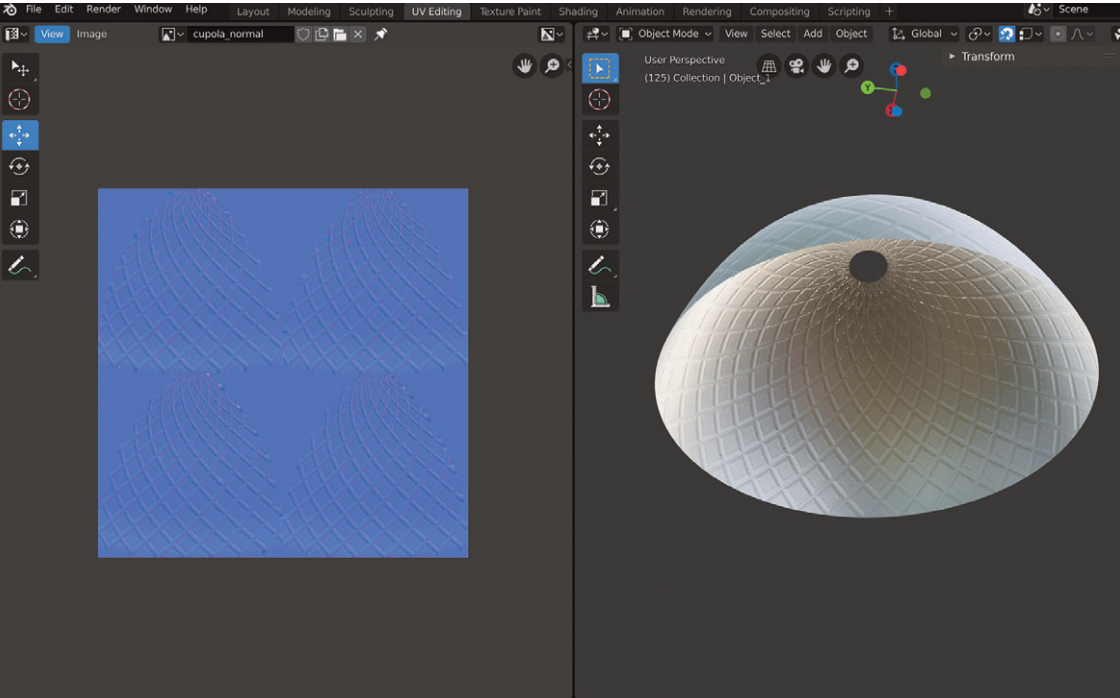 File Edit Render Window Help Layout Modeling Sculpting UV Editing Texture Paint Shading Animation Rendering Compositing Scripting + Scene
View Image cupola_normal Object Mode View Select Add Object Global
User Perspective
(125) Collection | Object_1
Transform
Y